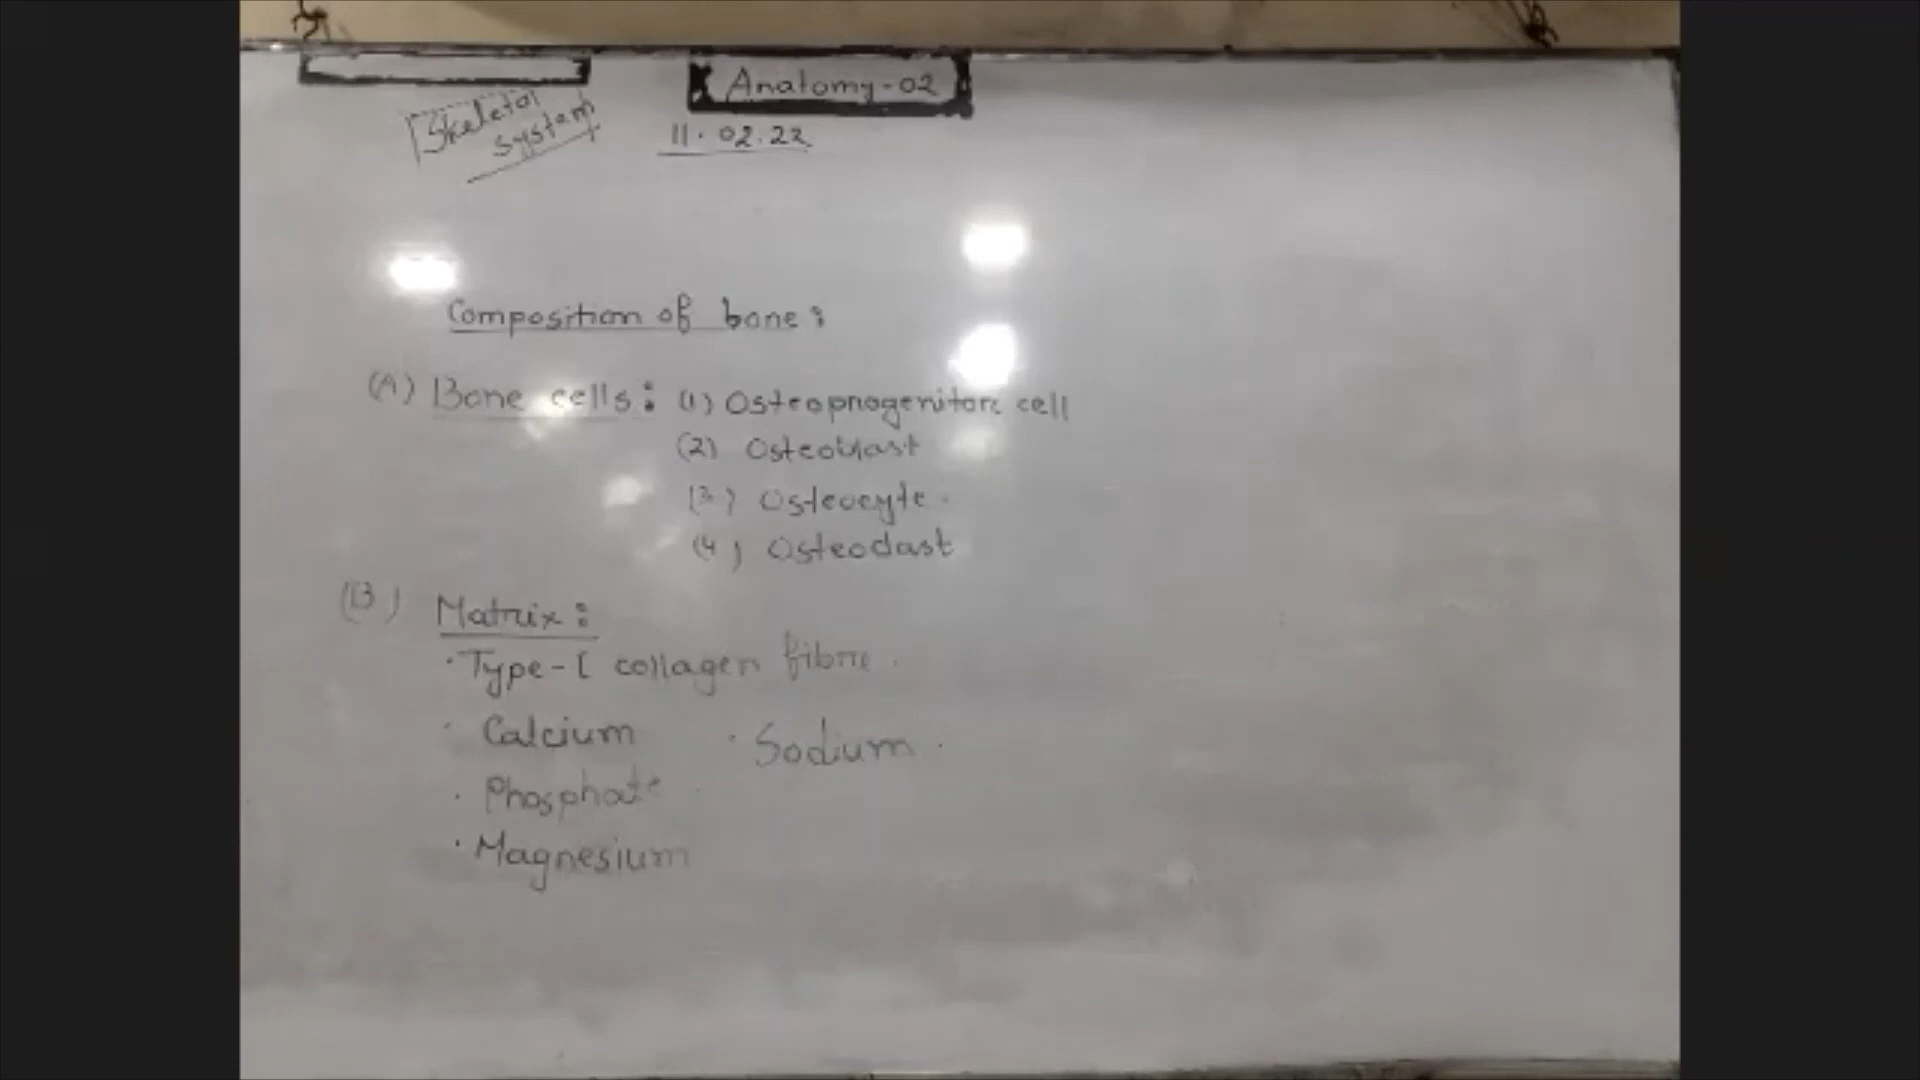 Anatomy-02
Skeletal
system
11.02.22
Composition of bone:
(A) Bone cells: (1) Osteoprogenitor cell
(2) Osteoblast
(3) Osteocyte.
(4) Osteoclast
(B) Matrix:
· Type-I collagen fibre.
· Calcium · Sodium.
· Phosphate
· Magnesium